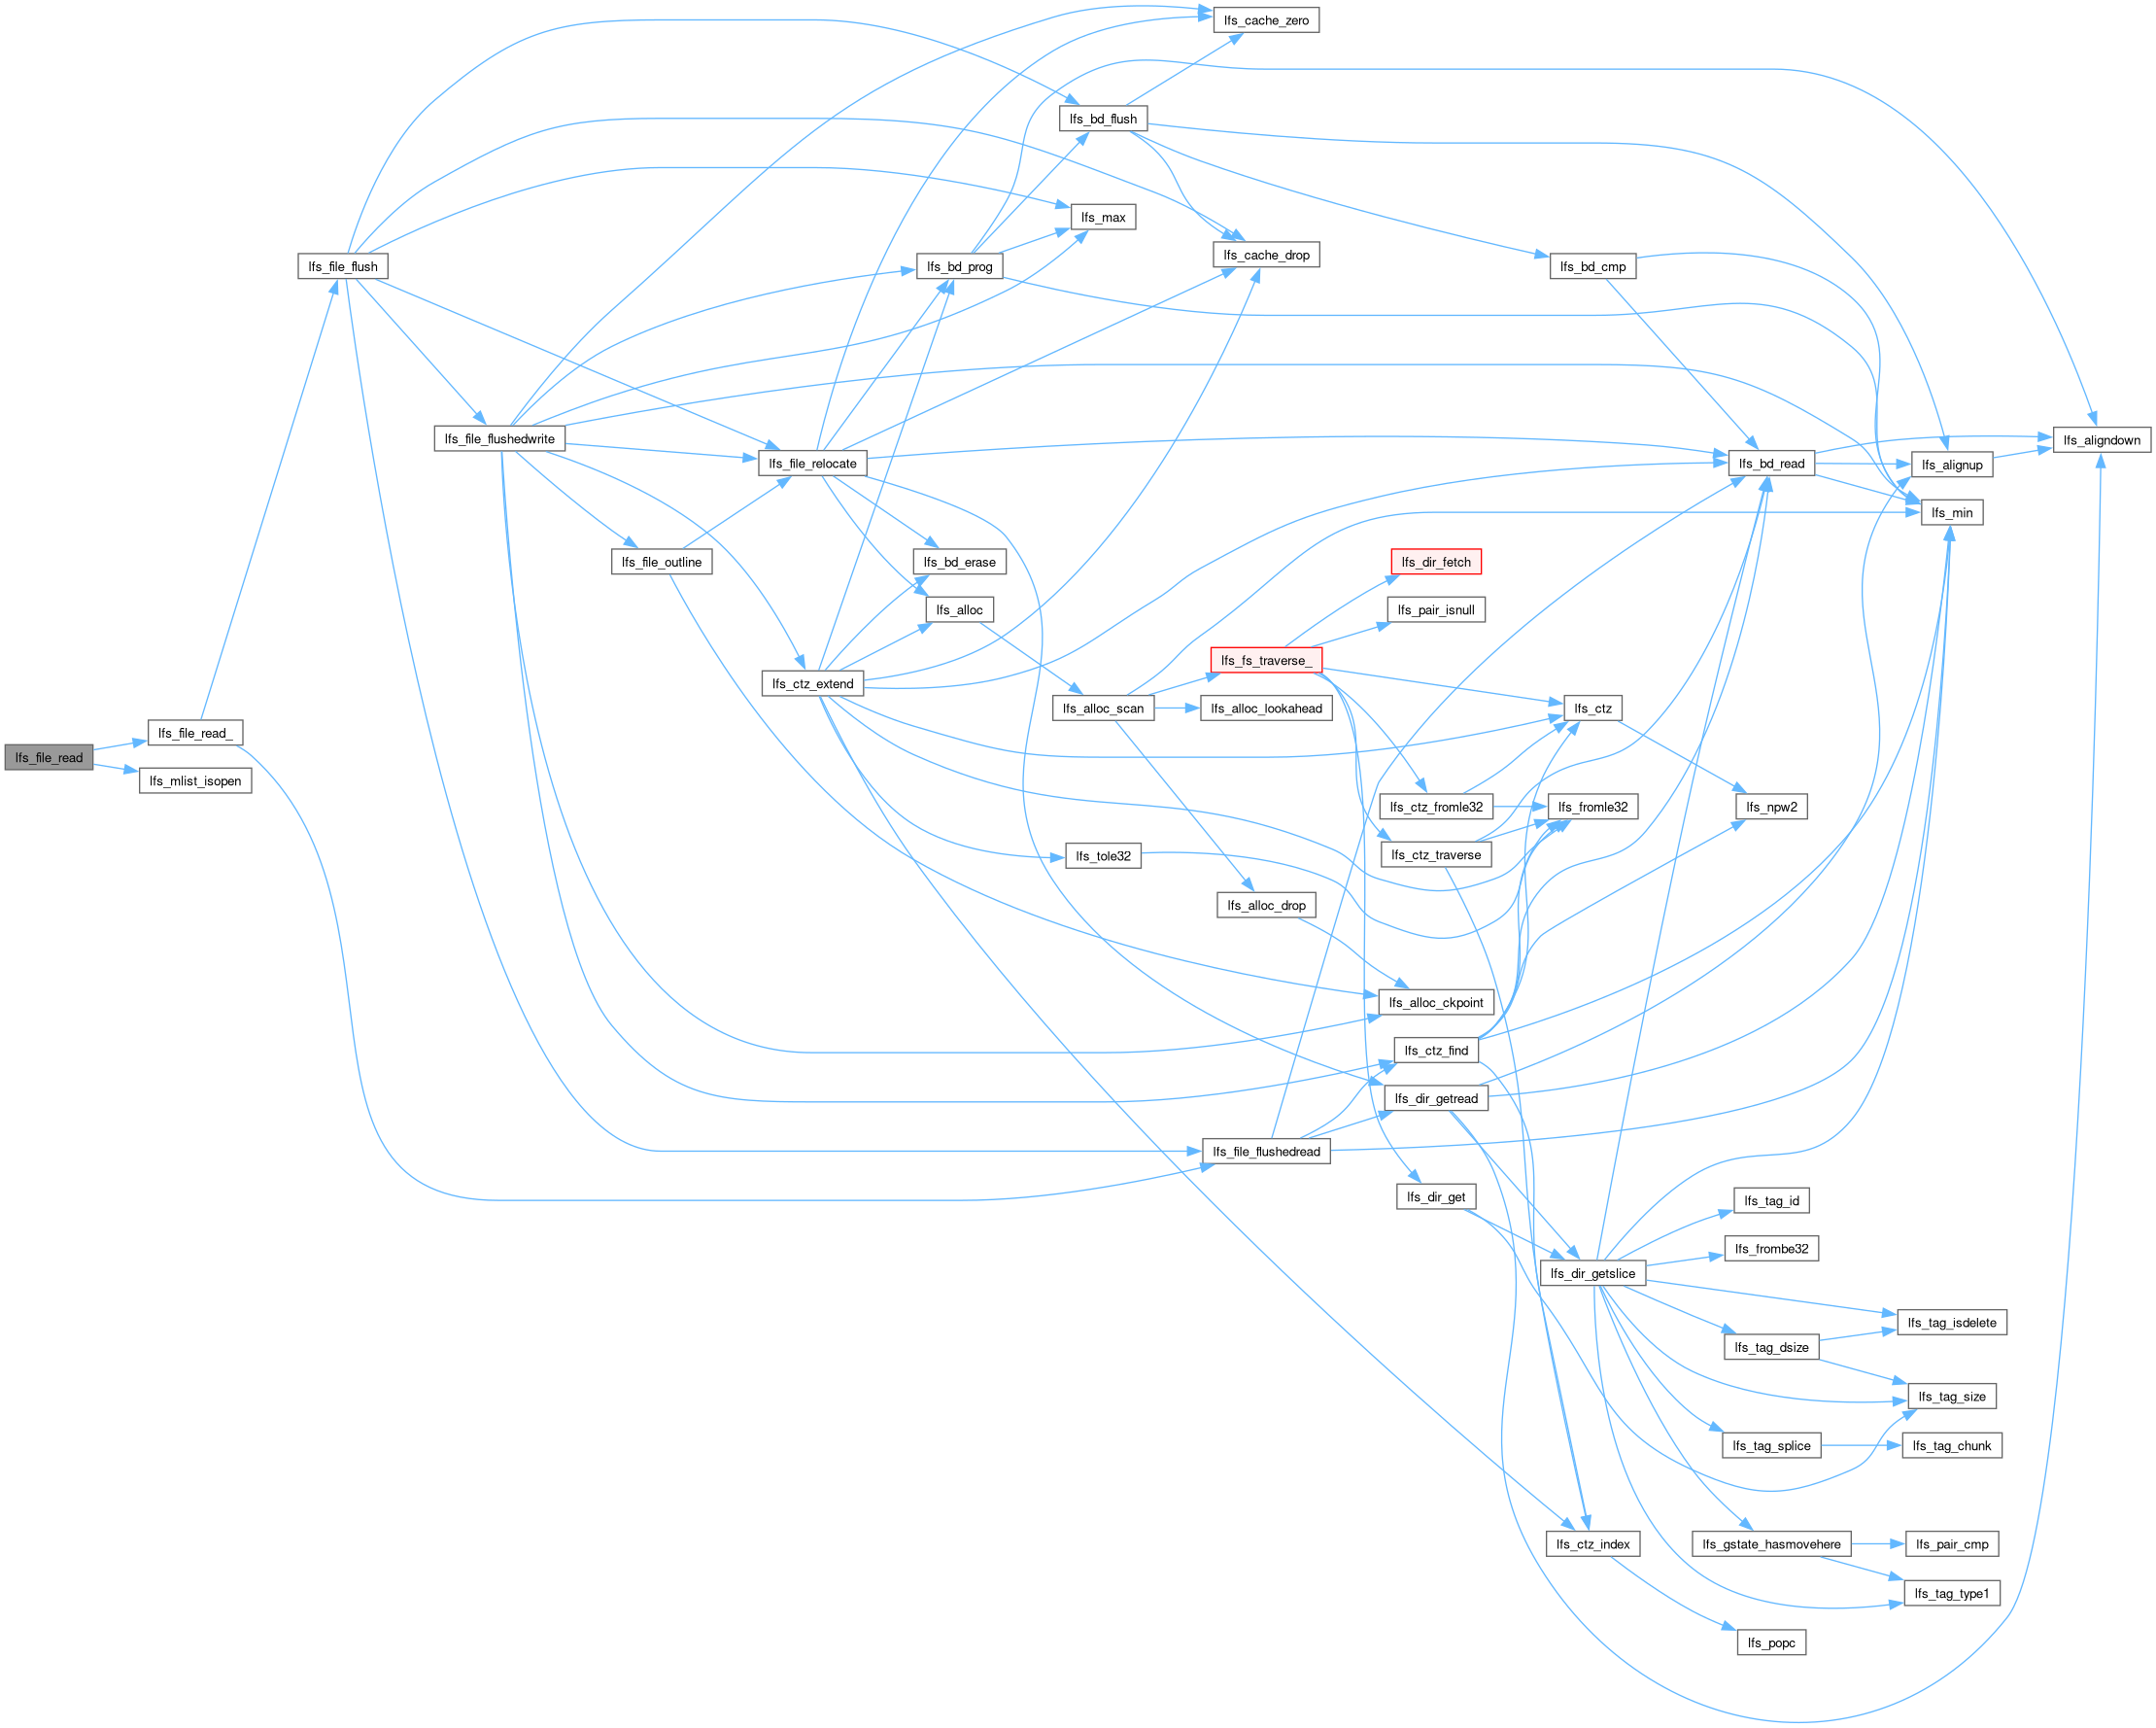 lfs_cache_zero
lfs_bd_flush
lfs_max
lfs_cache_drop
lfs_file_flush
lfs_bd_prog
lfs_bd_cmp
lfs_file_flushedwrite
lfs_aligndown
lfs_file_relocate
lfs_bd_read
lfs_alignup
lfs_min
lfs_file_outline
lfs_bd_erase
lfs_dir_fetch
lfs_alloc
lfs_pair_isnull
lfs_fs_traverse_
lfs_ctz_extend
lfs_alloc_scan
lfs_alloc_lookahead
lfs_ctz
lfs_file_read_
lfs_file_read
lfs_mlist_isopen
lfs_ctz_fromle32
lfs_fromle32
lfs_npw2
lfs_tole32
lfs_ctz_traverse
lfs_alloc_drop
lfs_alloc_ckpoint
lfs_ctz_find
lfs_dir_getread
lfs_file_flushedread
lfs_dir_get
lfs_tag_id
lfs_frombe32
lfs_dir_getslice
lfs_tag_isdelete
lfs_tag_dsize
lfs_tag_size
lfs_tag_splice
lfs_tag_chunk
lfs_ctz_index
lfs_gstate_hasmovehere
lfs_pair_cmp
lfs_tag_type1
lfs_popc